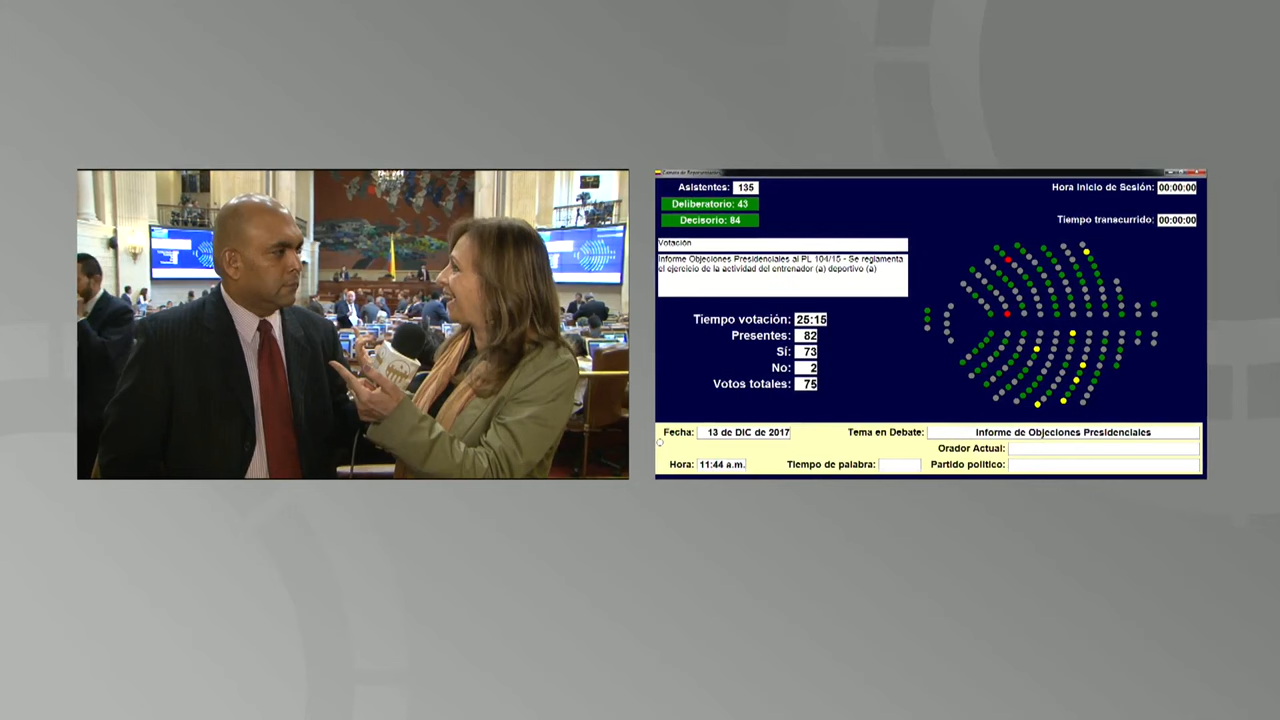 Cámara de Representantes
Asistentes: 135
Hora Inicio de Sesión: 00:00:00
Deliberatorio: 43
Decisorio: 84
Tiempo transcurrido: 00:00:00
Votación
Informe Objeciones Presidenciales al PL 104/15 - Se reglamenta
el ejercicio de la actividad del entrenador (a) deportivo (a)
Tiempo votación: 25:15
Presentes: 82
Sí: 73
No: 2
Votos totales: 75
Fecha: 13 de DIC de 2017
Tema en Debate: Informe de Objeciones Presidenciales
Orador Actual:
Hora: 11:44 a.m.
Tiempo de palabra:
Partido político: